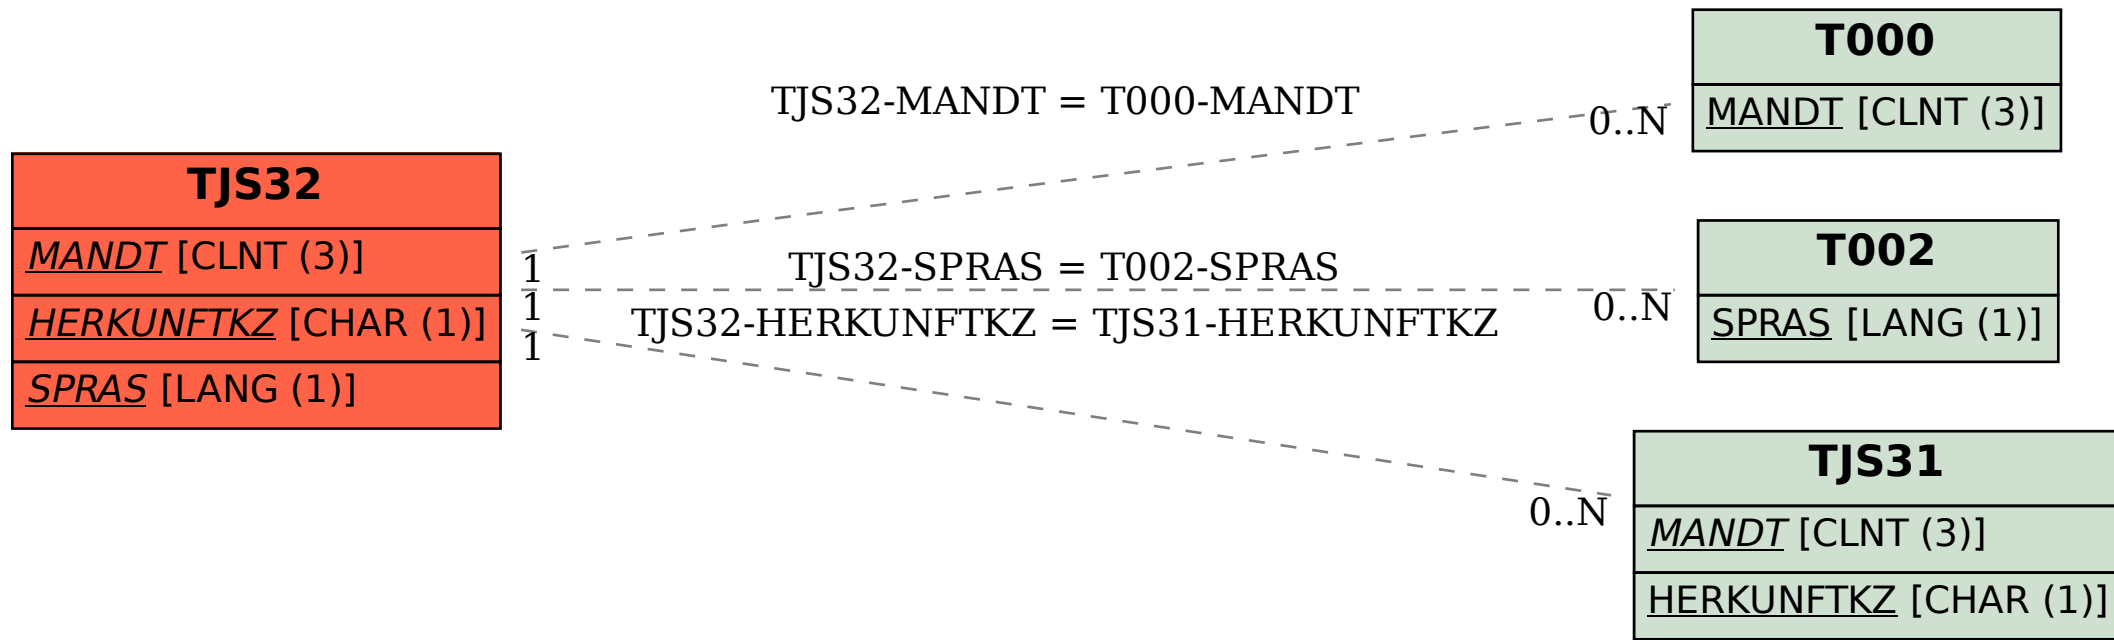 TJS32
MANDT [CLNT (3)]
HERKUNFTKZ [CHAR (1)]
SPRAS [LANG (1)]
TJS32-MANDT = T000-MANDT
1
0..N
TJS32-SPRAS = T002-SPRAS
1
0..N
TJS32-HERKUNFTKZ = TJS31-HERKUNFTKZ
1
0..N
T000
MANDT [CLNT (3)]
T002
SPRAS [LANG (1)]
TJS31
MANDT [CLNT (3)]
HERKUNFTKZ [CHAR (1)]